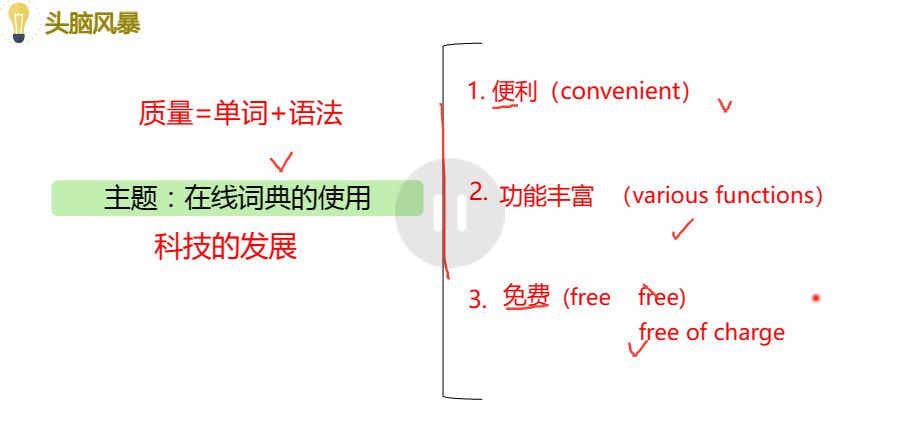 头脑风暴
质量=单词+语法
主题：在线词典的使用
科技的发展
1. 便利（convenient）
2. 功能丰富 （various functions）
3. 免费 (free free)
free of charge